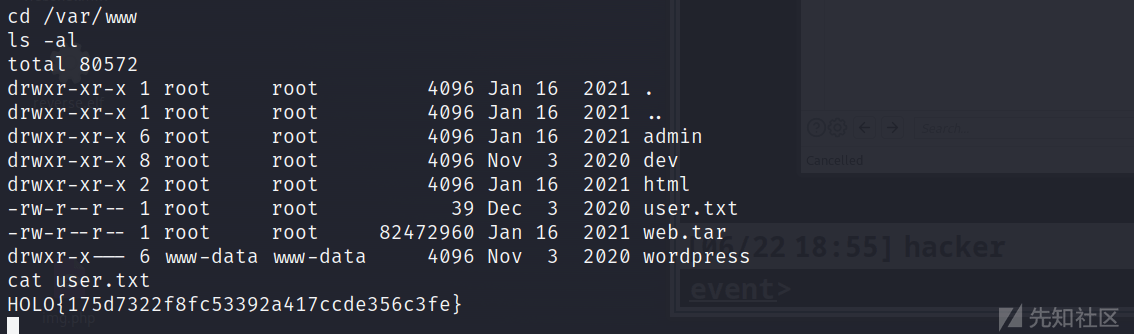 cd /var/www
ls -al
total 80572
drwxr-xr-x 1 root     root         4096 Jan 16  2021 .
drwxr-xr-x 1 root     root         4096 Jan 16  2021 ..
drwxr-xr-x 6 root     root         4096 Jan 16  2021 admin
drwxr-xr-x 8 root     root         4096 Nov  3  2020 dev
drwxr-xr-x 2 root     root         4096 Jan 16  2021 html
-rw-r--r-- 1 root     root           39 Dec  3  2020 user.txt
-rw-r--r-- 1 root     root     82472960 Jan 16  2021 web.tar
drwxr-x--- 6 www-data www-data     4096 Nov  3  2020 wordpress
cat user.txt
HOLO{175d7322f8fc53392a417ccde356c3fe}
Search...
Cancelled
06/22 18:55] hacker
event>
img.php
先知社区